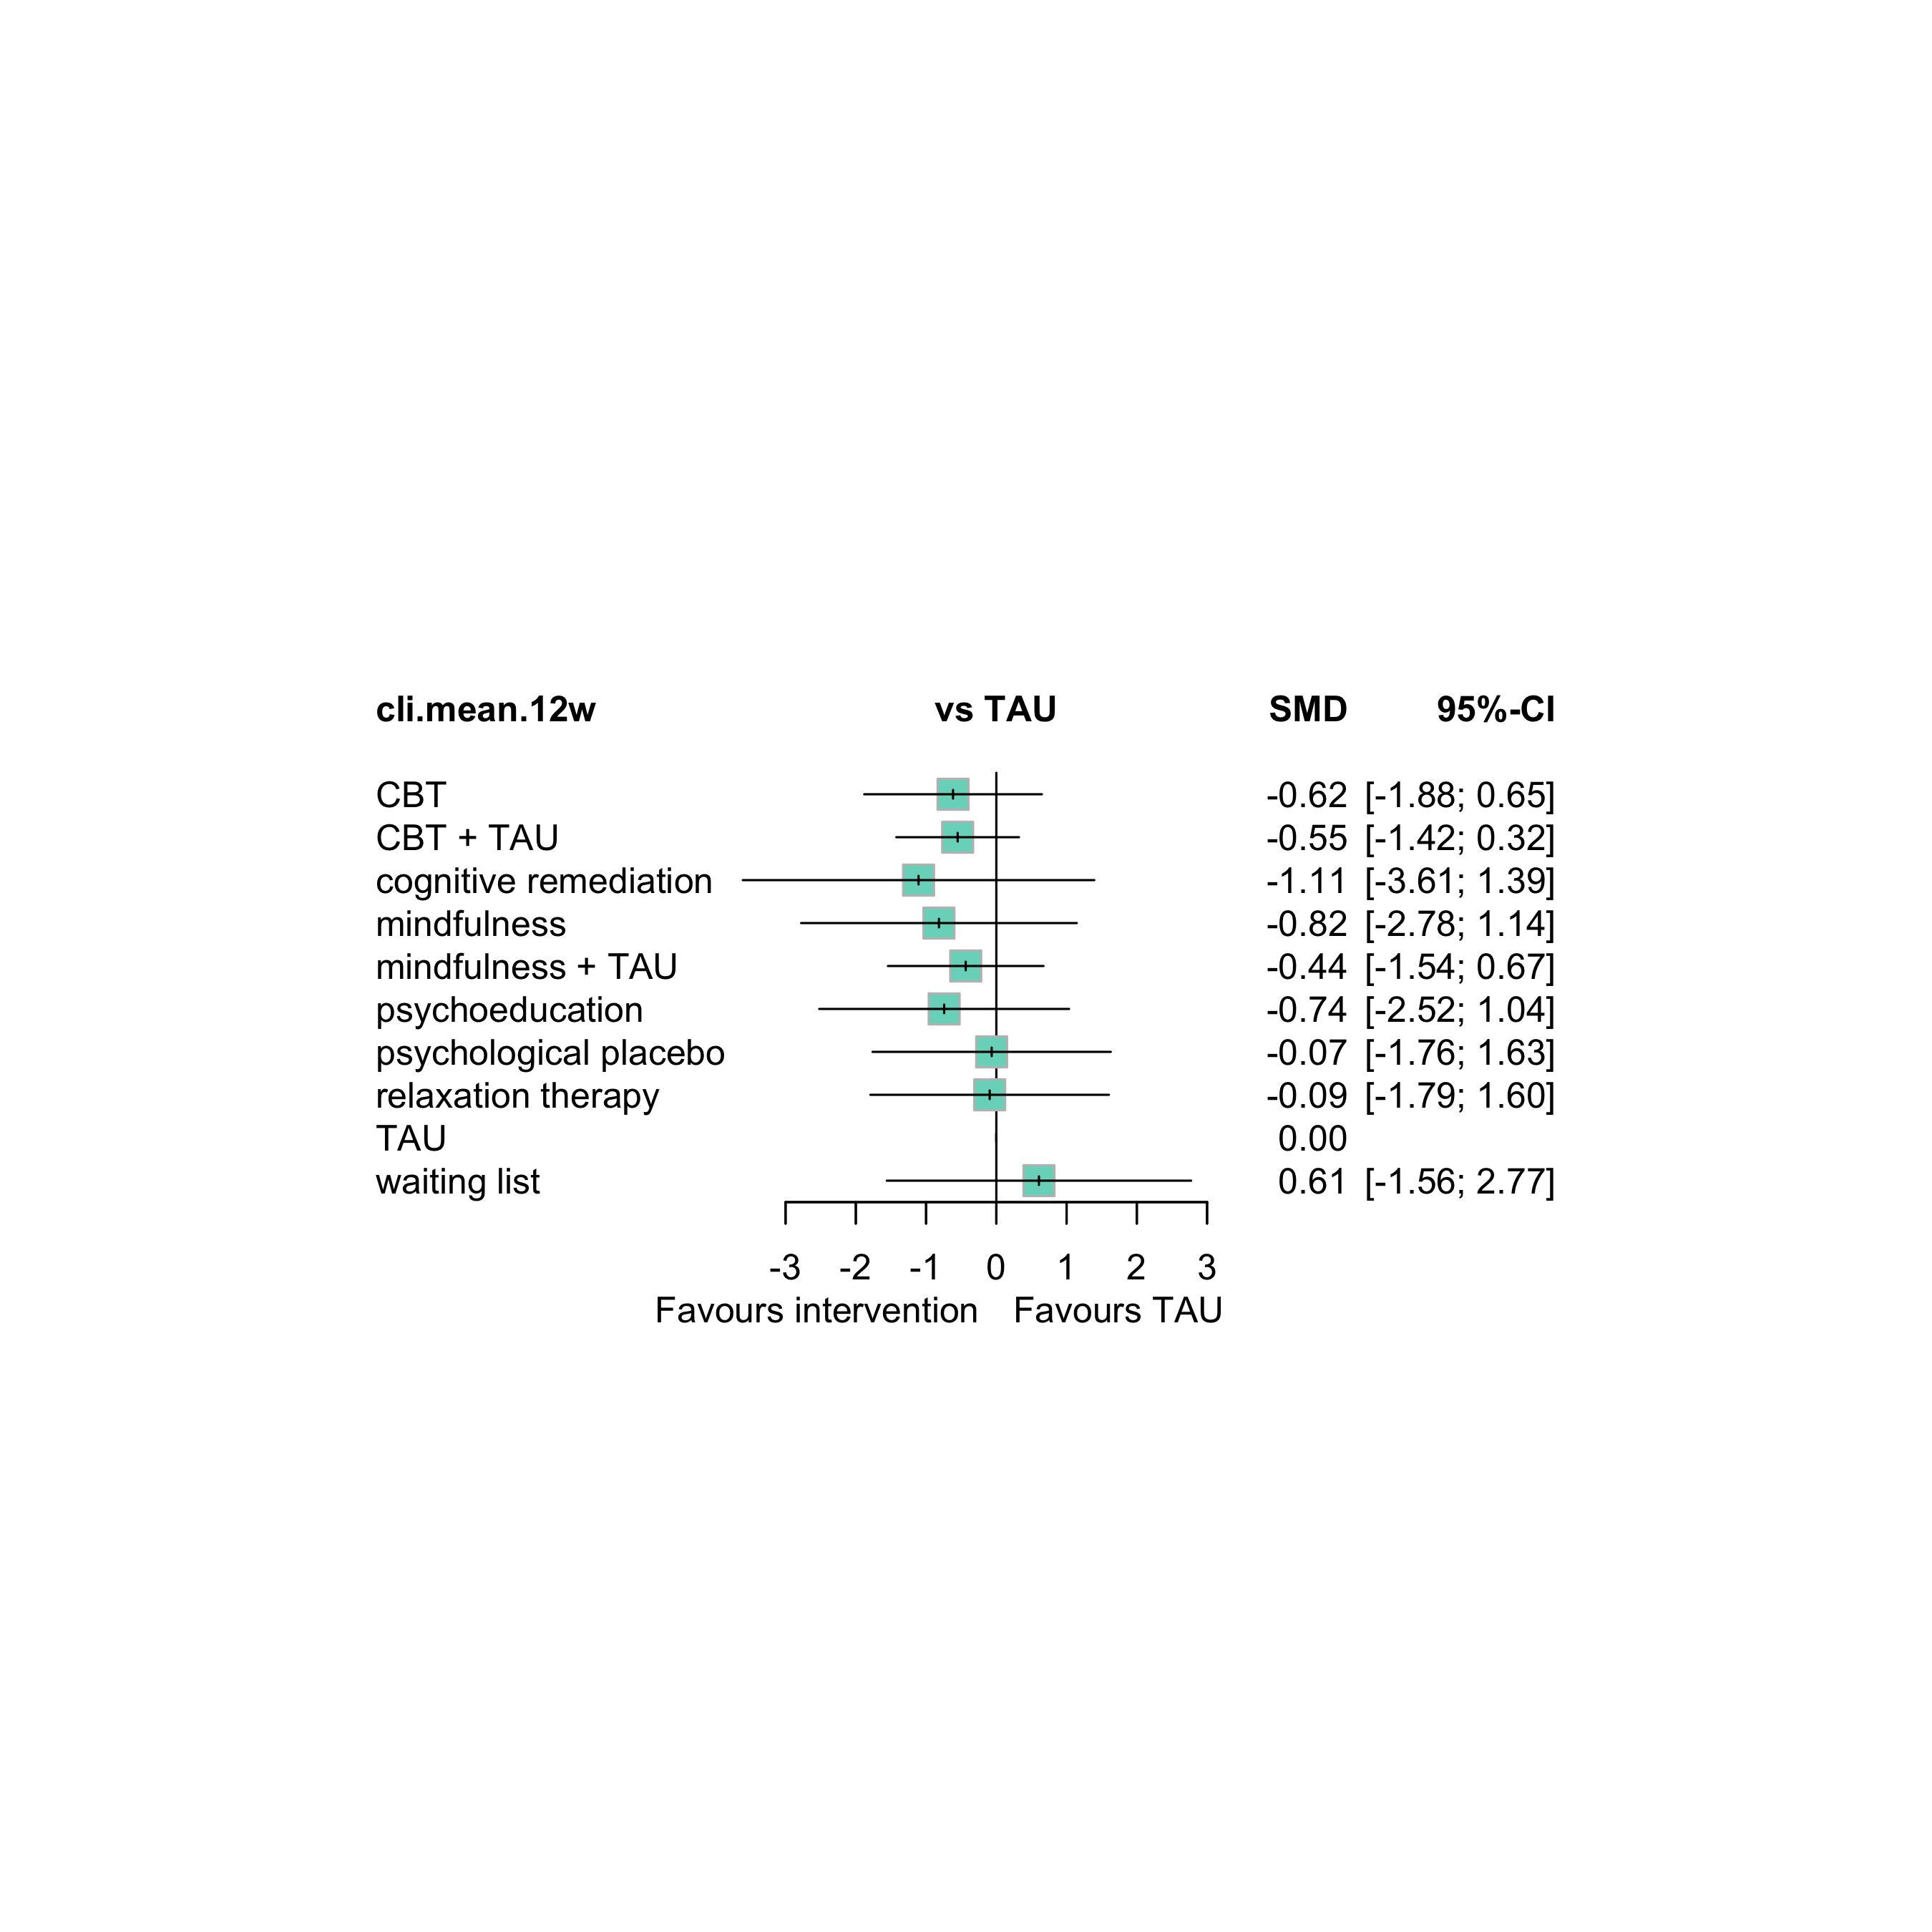 cli.mean.12w vs TAU SMD 95%-CI
CBT -0.62 [-1.88; 0.65]
CBT + TAU -0.55 [-1.42; 0.32]
cognitive remediation -1.11 [-3.61; 1.39]
mindfulness -0.82 [-2.78; 1.14]
mindfulness + TAU -0.44 [-1.54; 0.67]
psychoeducation -0.74 [-2.52; 1.04]
psychological placebo -0.07 [-1.76; 1.63]
relaxation therapy -0.09 [-1.79; 1.60]
TAU 0.00
waiting list 0.61 [-1.56; 2.77]
-3 -2 -1 0 1 2 3
Favours intervention Favours TAU